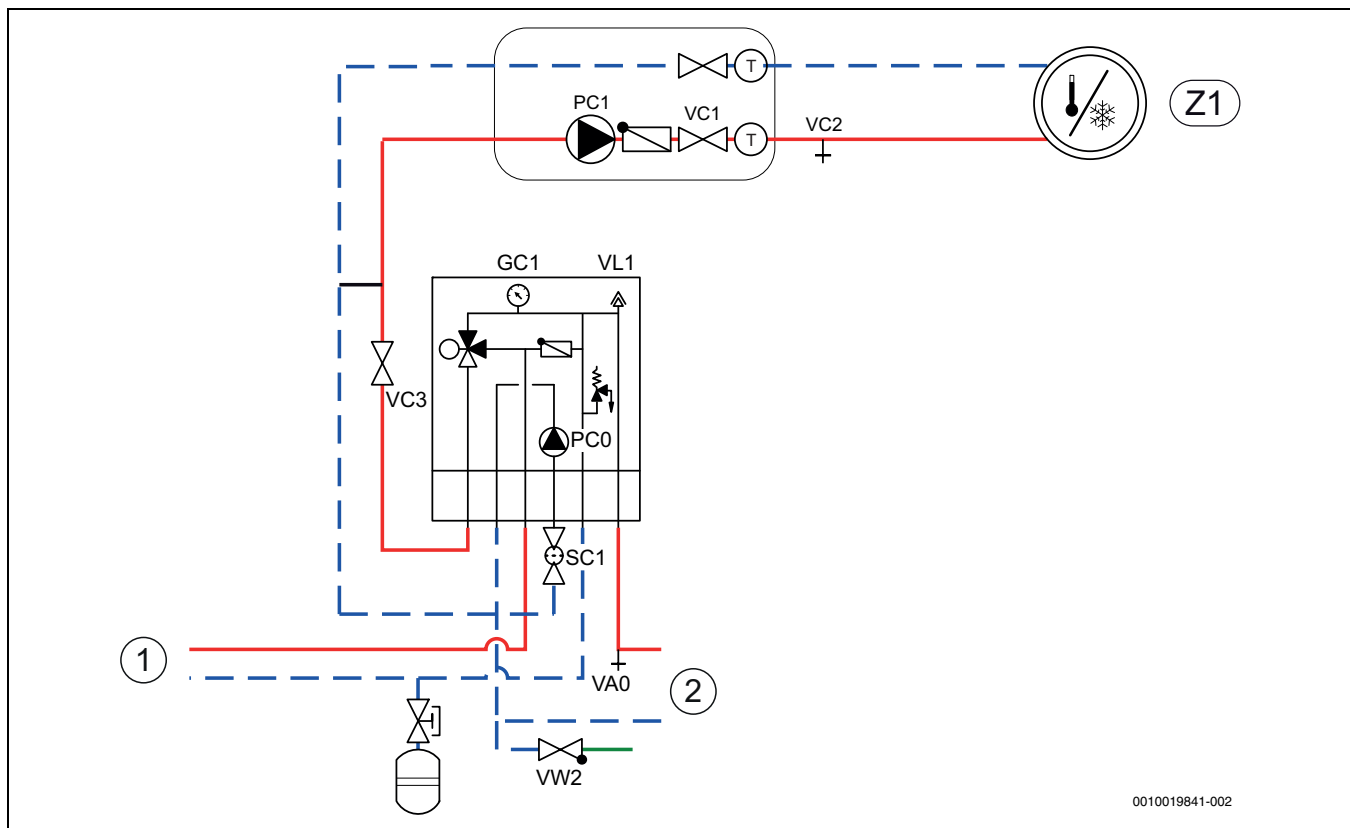 T
PC1
VC1
T
VC2
Z1
GC1
VL1
VC3
PC0
SC1
1
VA0
2
VW2
0010019841-002